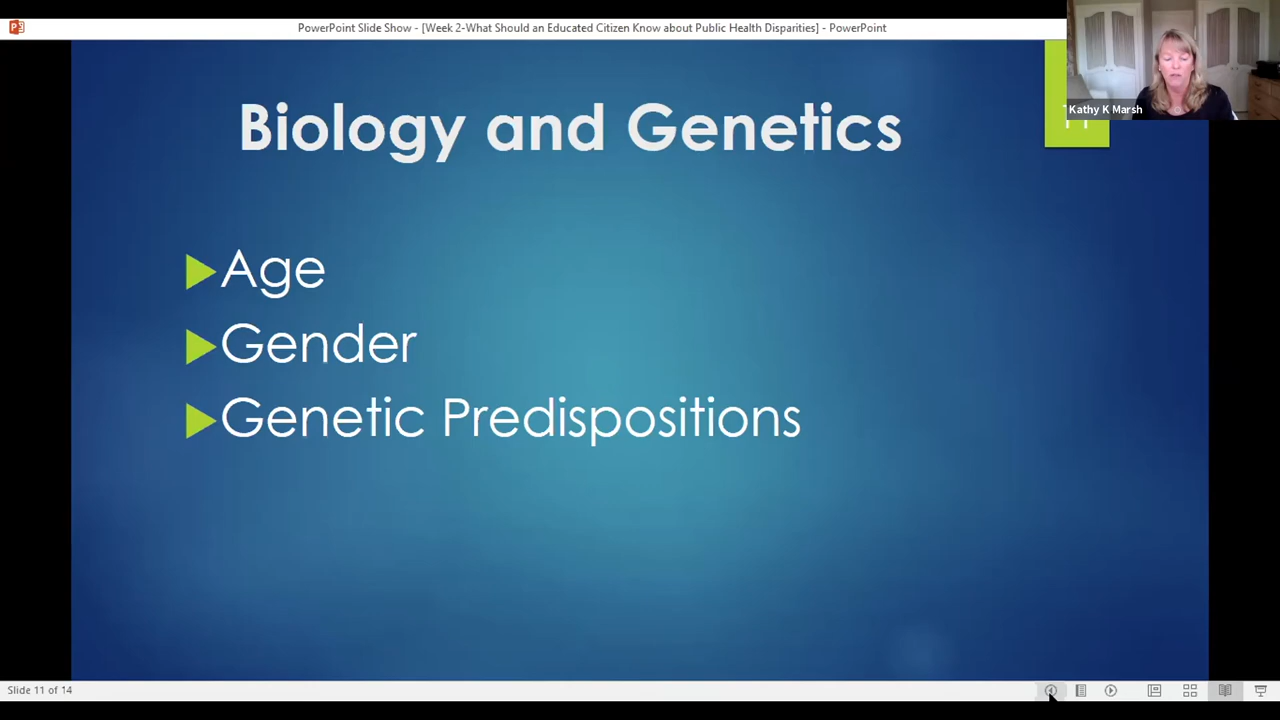 PowerPoint Slide Show - [Week 2-What Should an Educated Citizen Know about Public Health Disparities] - PowerPoint
Kathy K Marsh
Biology and Genetics
Age
Gender
Genetic Predispositions
Slide 11 of 14